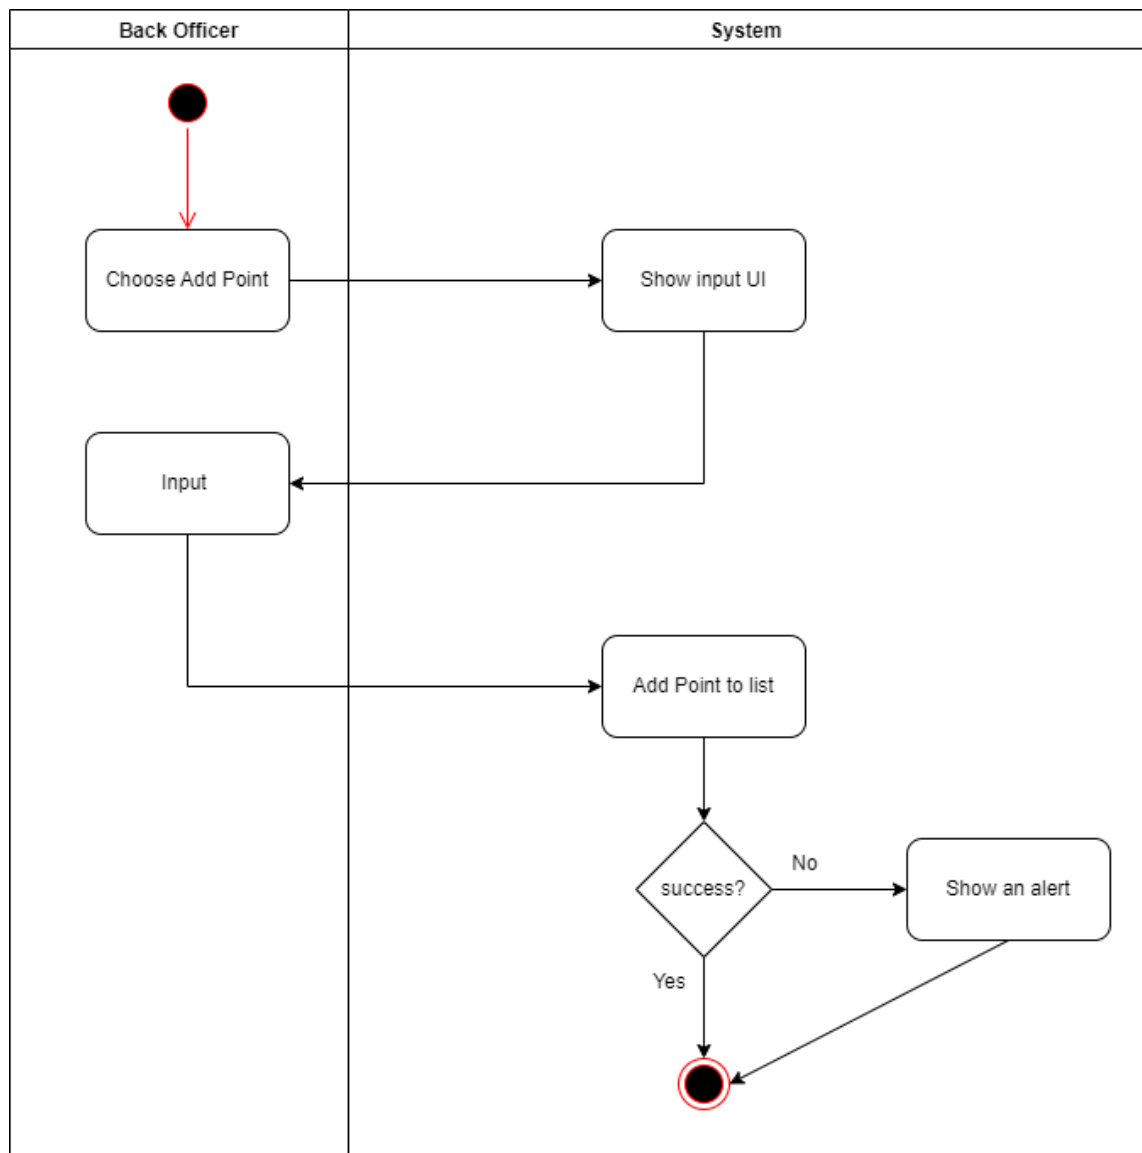 Back Officer
System
Choose Add Point
Show input UI
Input
Add Point to list
success?
No
Show an alert
Yes